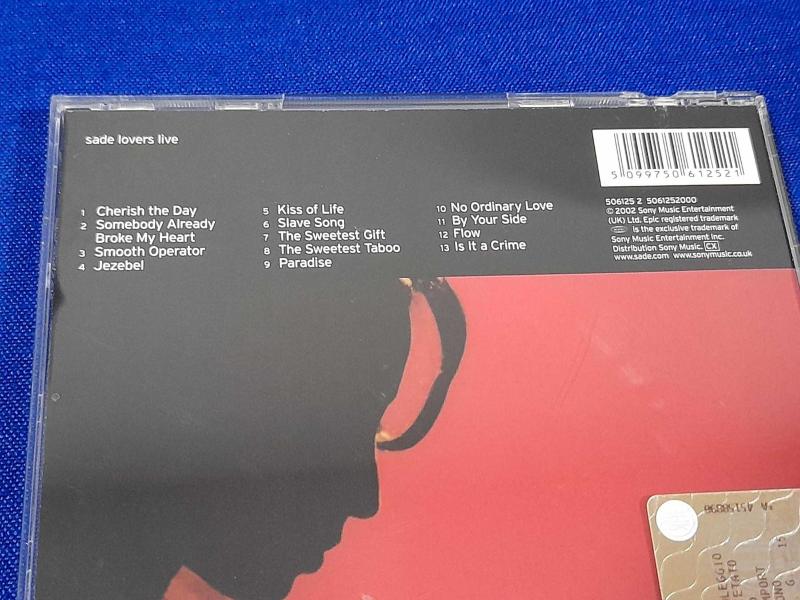 sade lovers live
5 099750 612521
1 Cherish the Day
2 Somebody Already
Broke My Heart
3 Smooth Operator
4 Jezebel
5 Kiss of Life
6 Slave Song
7 The Sweetest Gift
8 The Sweetest Taboo
9 Paradise
10 No Ordinary Love
11 By Your Side
12 Flow
13 Is It a Crime
506125 2 5061252000
© 2002 Sony Music Entertainment
(UK) Ltd. Epic registered trademark
is the exclusive trademark of
Sony Music Entertainment Inc.
Distribution Sony Music. CX
www.sade.com www.sonymusic.co.uk